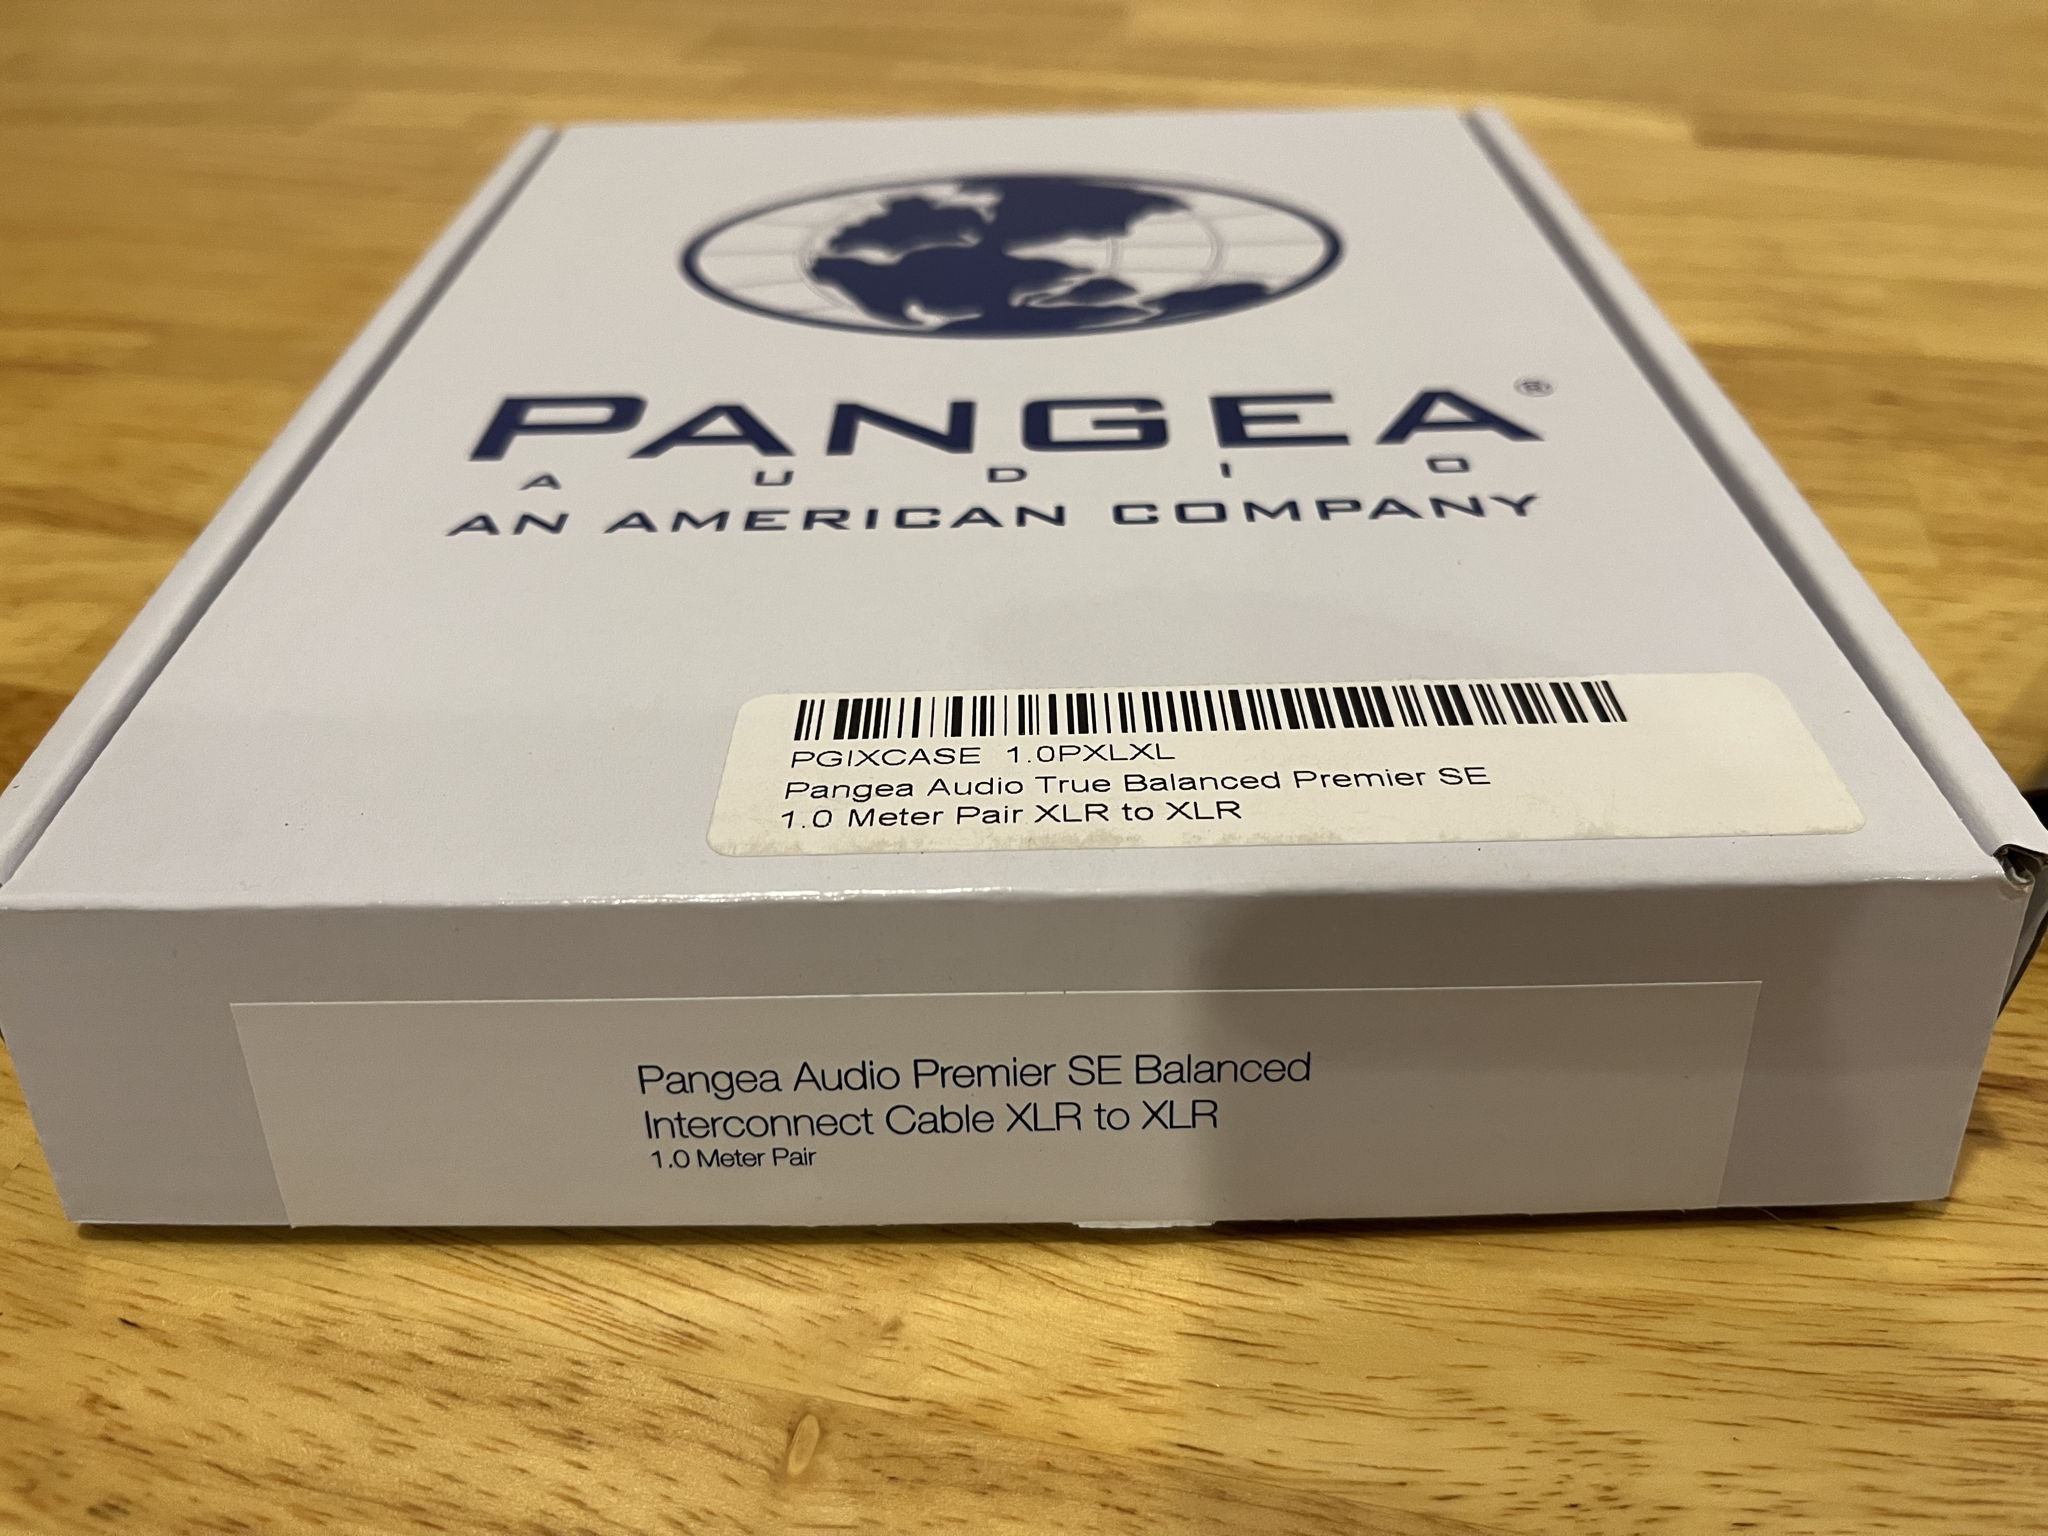 PANGEA®
AUDIO
AN AMERICAN COMPANY
PGIXCASE 1.0PXLXL
Pangea Audio True Balanced Premier SE
1.0 Meter Pair XLR to XLR
Pangea Audio Premier SE Balanced
Interconnect Cable XLR to XLR
1.0 Meter Pair